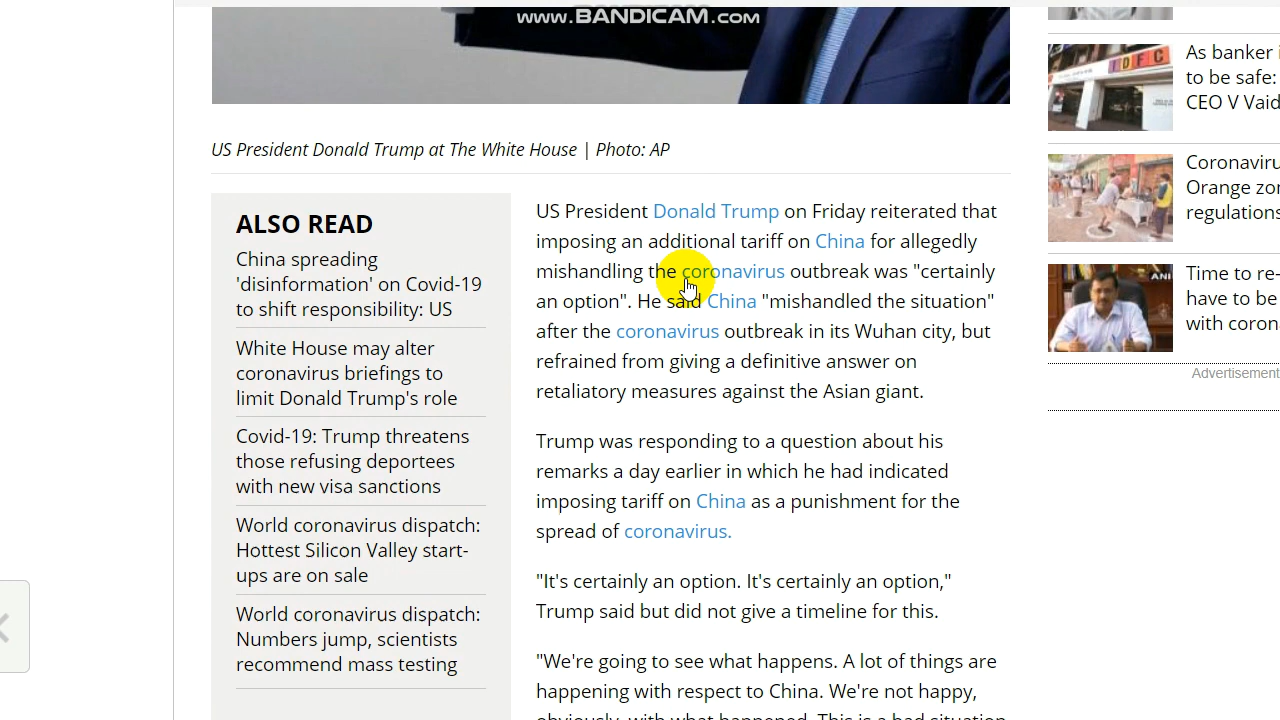 www.BANDICAM.com
US President Donald Trump at The White House | Photo: AP
ALSO READ
China spreading
'disinformation' on Covid-19
to shift responsibility: US
White House may alter
coronavirus briefings to
limit Donald Trump's role
Covid-19: Trump threatens
those refusing deportees
with new visa sanctions
World coronavirus dispatch:
Hottest Silicon Valley start-
ups are on sale
World coronavirus dispatch:
Numbers jump, scientists
recommend mass testing
US President Donald Trump on Friday reiterated that
imposing an additional tariff on China for allegedly
mishandling the coronavirus outbreak was "certainly
an option". He said China "mishandled the situation"
after the coronavirus outbreak in its Wuhan city, but
refrained from giving a definitive answer on
retaliatory measures against the Asian giant.
Trump was responding to a question about his
remarks a day earlier in which he had indicated
imposing tariff on China as a punishment for the
spread of coronavirus.
"It's certainly an option. It's certainly an option,"
Trump said but did not give a timeline for this.
"We're going to see what happens. A lot of things are
happening with respect to China. We're not happy,
obviously, with what happened. This is a bad situation
As banker
to be safe:
CEO V Vaid
IDFC
Coronaviru
Orange zo
regulations
ANI
Time to re-
have to be
with coron
Advertisement